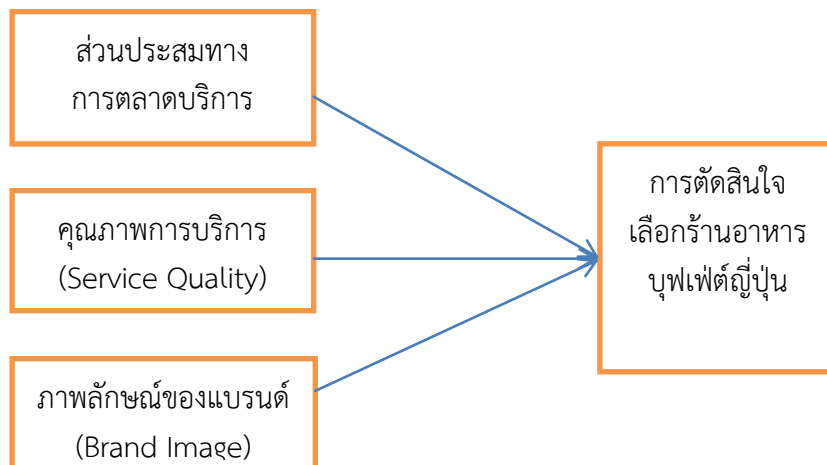 ส่วนประสมทาง
การตลาดบริการ
คุณภาพการบริการ
(Service Quality)
ภาพลักษณ์ของแบรนด์
(Brand Image)
การตัดสินใจ
เลือกร้านอาหาร
บุฟเฟ่ต์ญี่ปุ่น